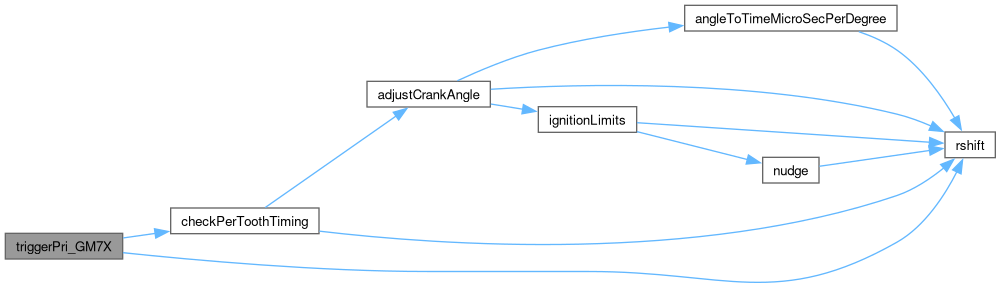 angleToTimeMicroSecPerDegree
adjustCrankAngle
ignitionLimits
rshift
nudge
checkPerToothTiming
triggerPri_GM7X